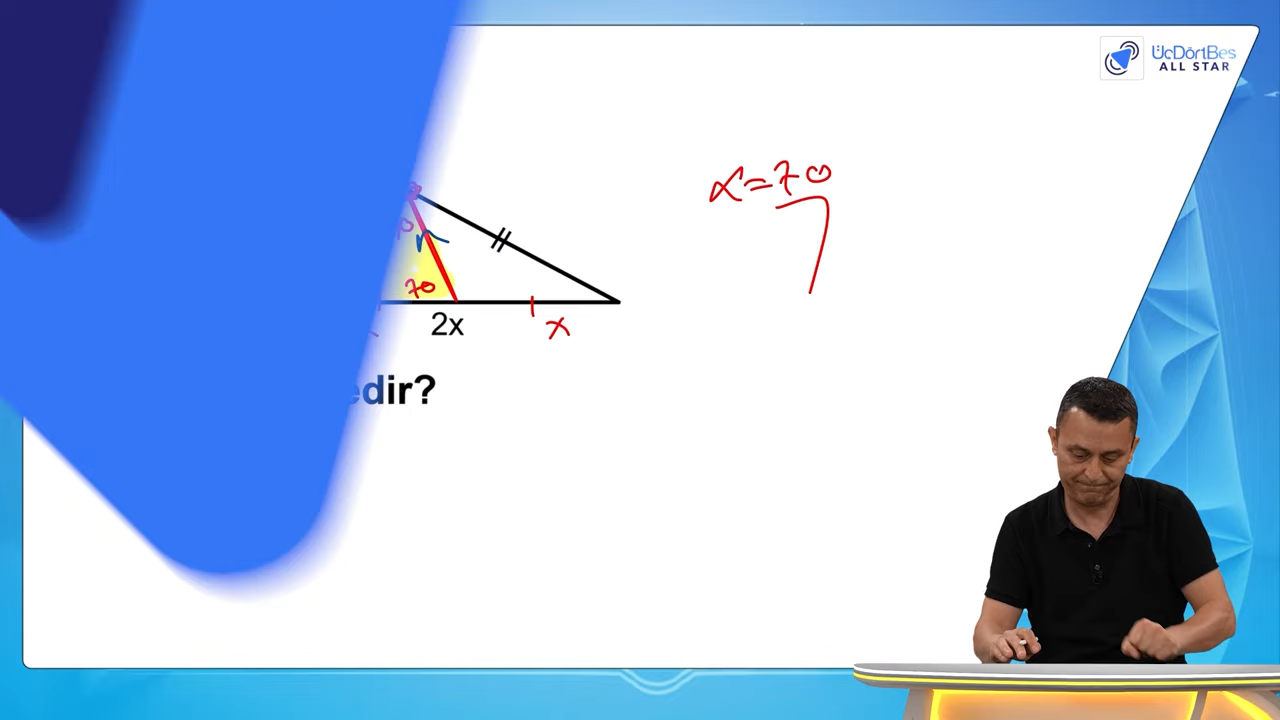 ÜçDörtBeş
ALL STAR
α=70
70
2x
x
edir?